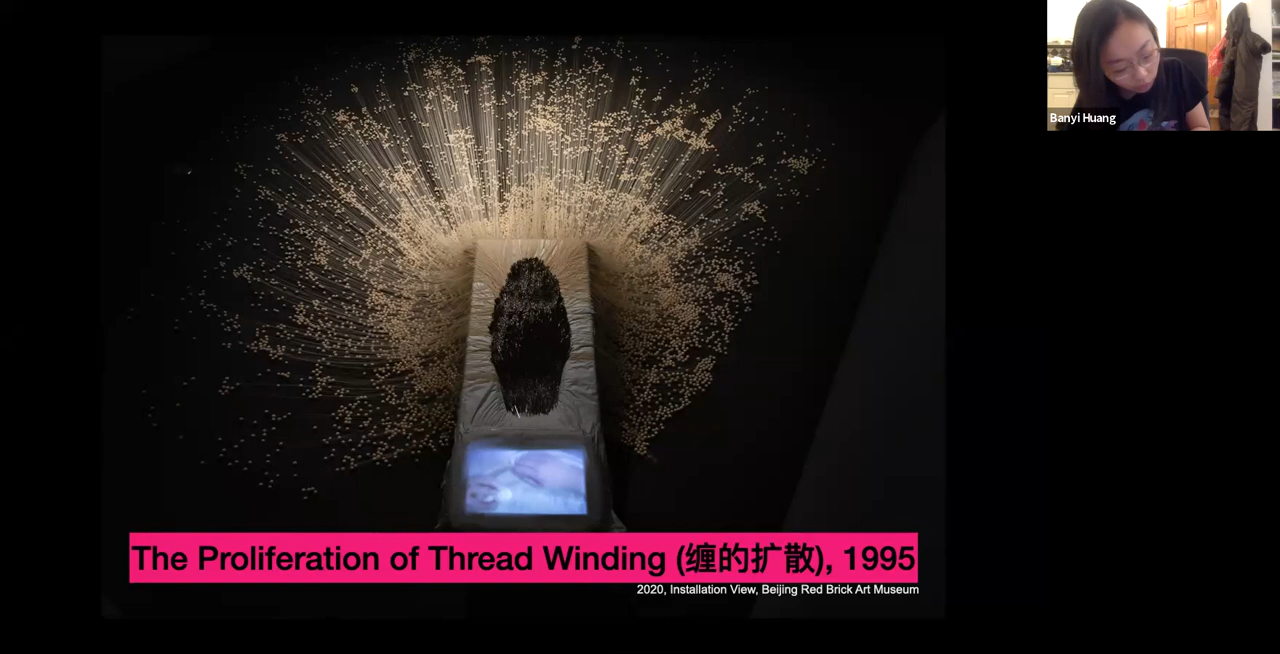 Banyi Huang
The Proliferation of Thread Winding (缠的扩散), 1995
2020, Installation View, Beijing Red Brick Art Museum